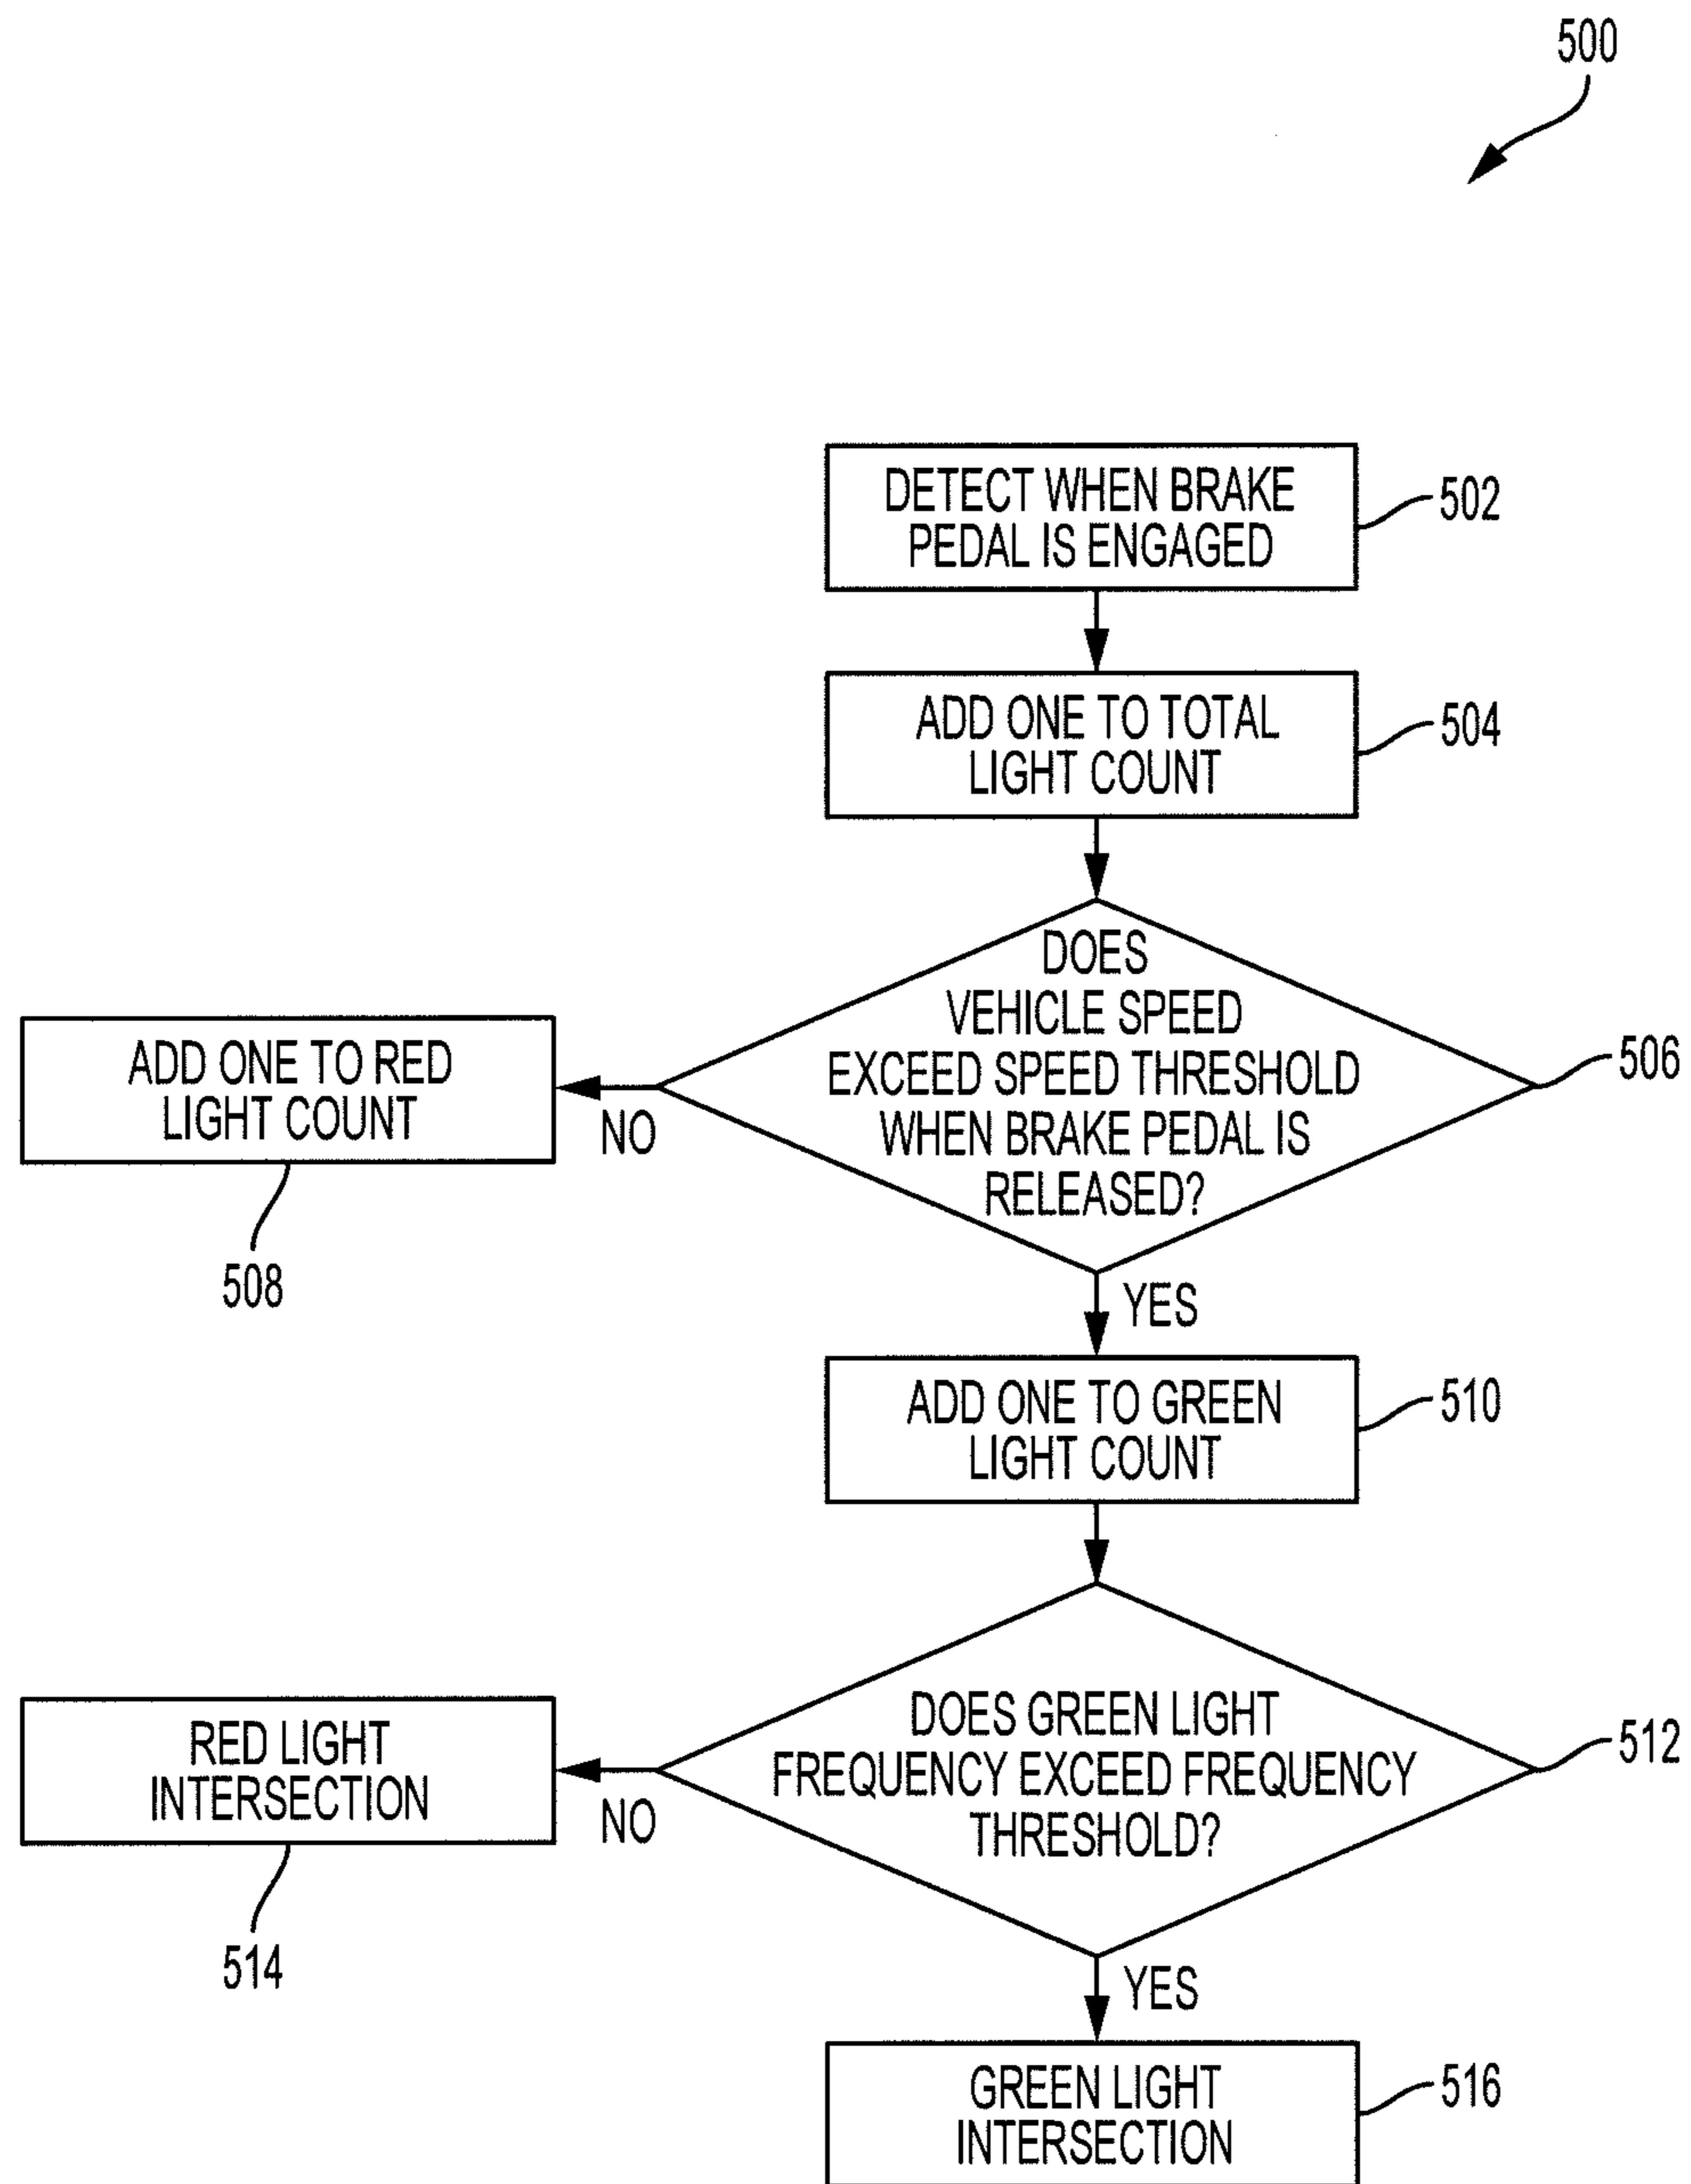 500
DETECT WHEN BRAKE
PEDAL IS ENGAGED
502
ADD ONE TO TOTAL
LIGHT COUNT
504
DOES
VEHICLE SPEED
EXCEED SPEED THRESHOLD
WHEN BRAKE PEDAL IS
RELEASED?
506
NO
ADD ONE TO RED
LIGHT COUNT
508
YES
ADD ONE TO GREEN
LIGHT COUNT
510
DOES GREEN LIGHT
FREQUENCY EXCEED FREQUENCY
THRESHOLD?
512
NO
RED LIGHT
INTERSECTION
514
YES
GREEN LIGHT
INTERSECTION
516